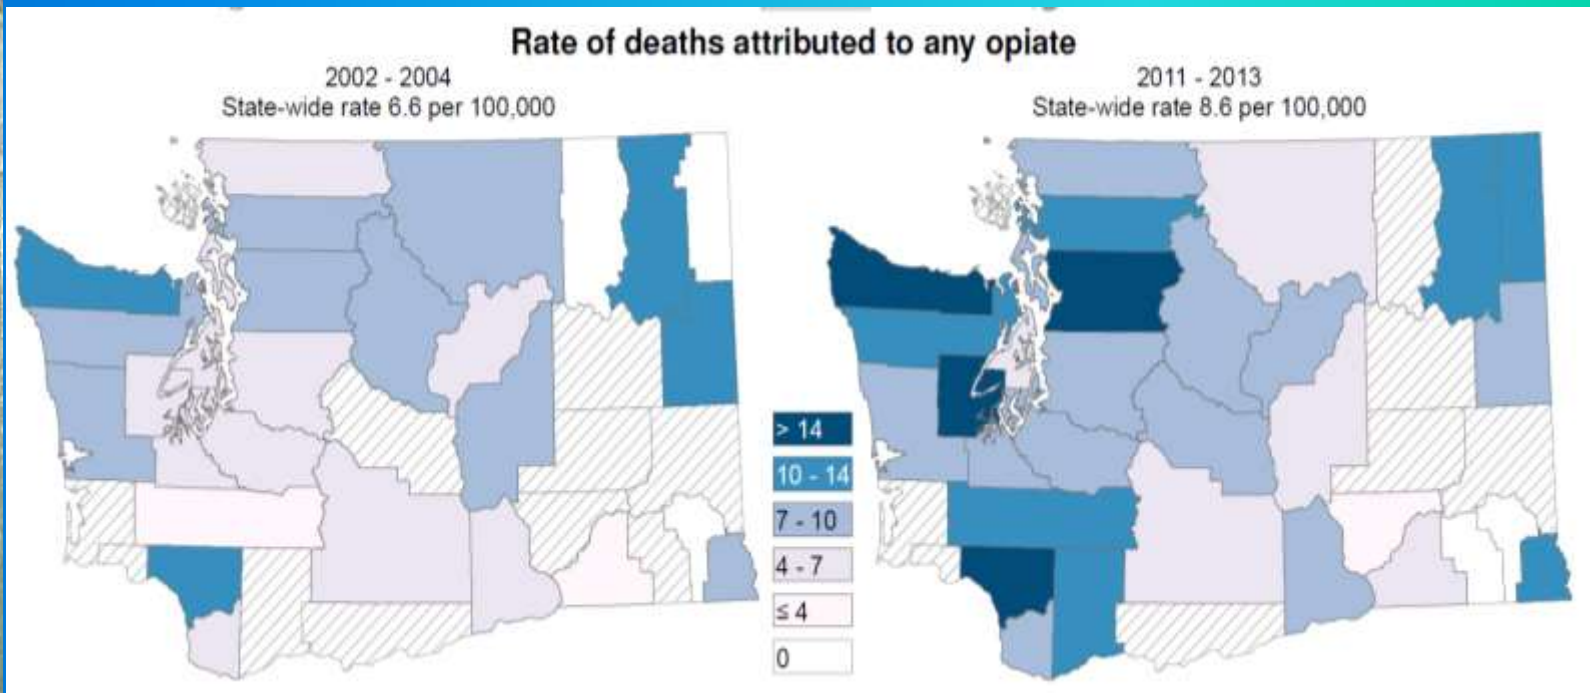 Rate of deaths attributed to any opiate
2002 - 2004
State-wide rate 6.6 per 100,000
2011 - 2013
State-wide rate 8.6 per 100,000
> 14
10 - 14
7 - 10
4 - 7
≤ 4
0